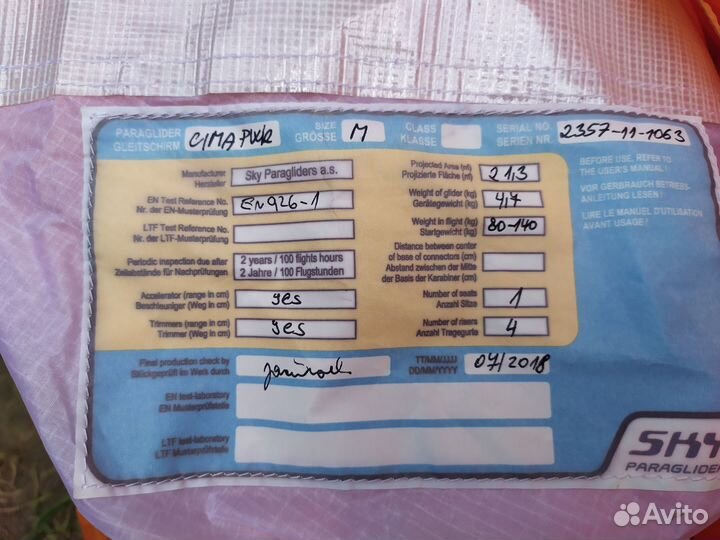 PARAGLIDER CIMA PWR SIZE M CLASS SERIAL NO. 2357-11-1063
GLEITSCHIRM GRÖSSE KLASSE SERIEN NR.
Manufacturer Sky Paragliders a.s.
Hersteller
EN Test Reference No. EN926-1
Nr. der EN-Musterprüfung
LTF Test Reference No.
Nr. der LTF-Musterprüfung
Periodic inspection due after 2 years / 100 flights hours
Zeitabstände für Nachprüfungen 2 Jahre / 100 Flugstunden
Accelerator (range in cm) yes
Beschleuniger (Weg in cm)
Trimmers (range in cm) yes
Trimmer (Weg in cm)
Projected Area (m²) 21,3
Projizierte Fläche (m²)
Weight of glider (kg) 4,7
Gerätegewicht (kg)
Weight in flight (kg) 80-140
Startgewicht (kg)
Distance between center
of base of connectors (cm)
Abstand zwischen der Mitte
der Basis der Karabiner (cm)
Number of seats 1
Anzahl Sitze
Number of risers 4
Anzahl Tragegurte
BEFORE USE, REFER TO
THE USER'S MANUAL!
VOR GERBRAUCH BETRIEBS-
ANLEITUNG LESEN!
LIRE LE MANUEL D'UTILISATION
AVANT USAGE!
Final production check by TT/MM/JJJJ 07/2018
Stückgeprüft im Werk durch DD/MM/YYYY
EN test-laboratory
EN Musterprüfstelle
LTF test-laboratory
LTF Musterprüfstelle
SKY
PARAGLIDER
Avito